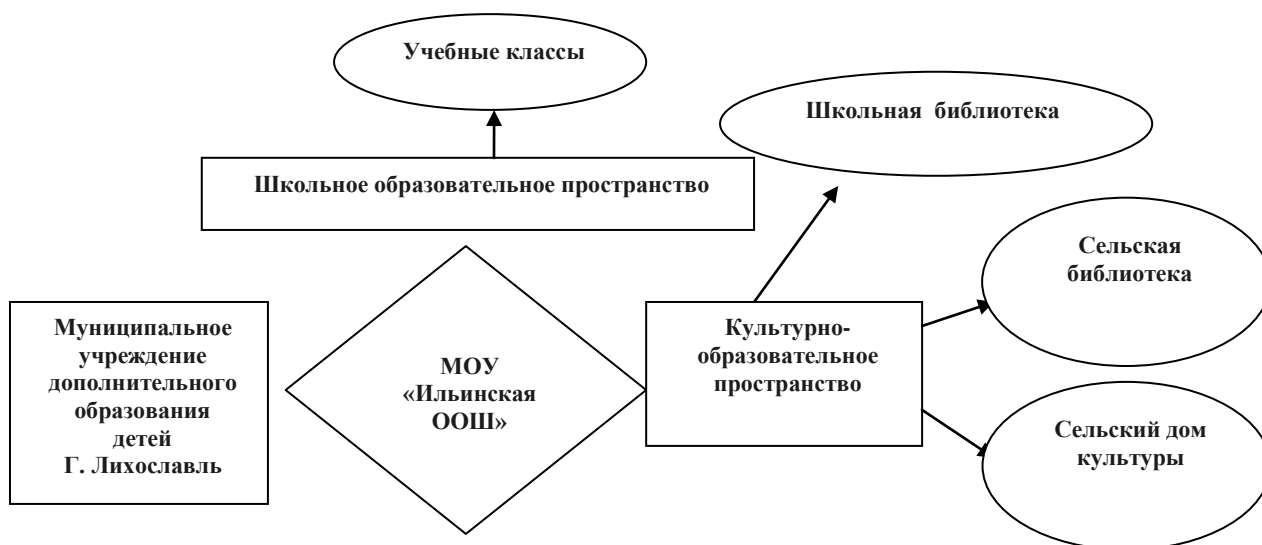 Учебные классы
Школьная библиотека
Школьное образовательное пространство
Сельская
библиотека
Муниципальное
учреждение
дополнительного
образования
детей
Г. Лихославль
МОУ
«Ильинская
ООШ»
Культурно-
образовательное
пространство
Сельский дом
культуры